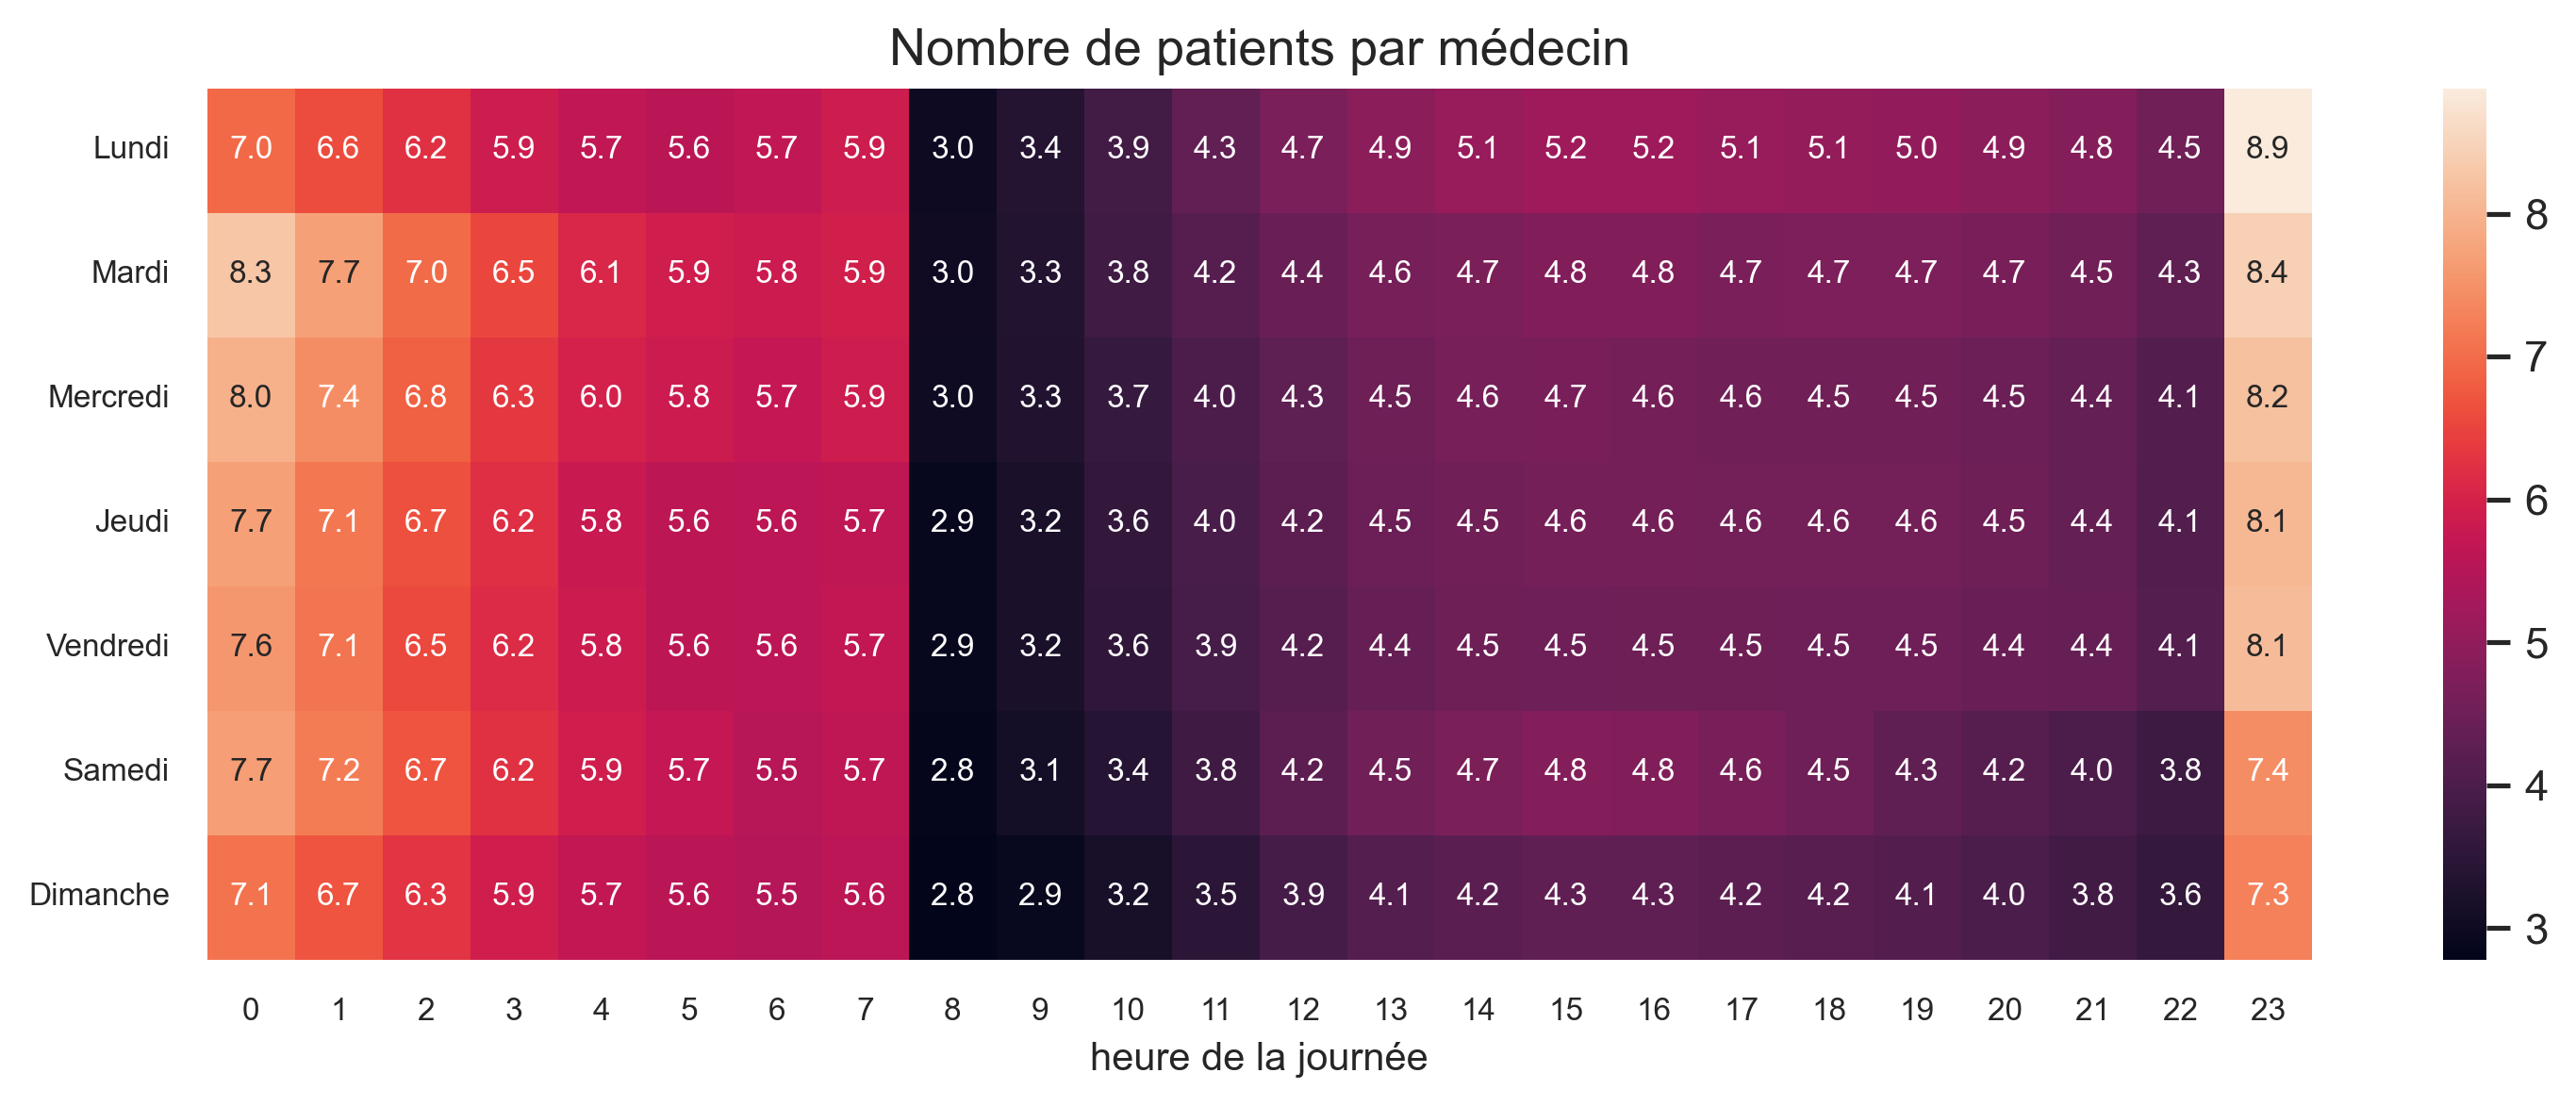 Nombre de patients par médecin
Lundi 7.0 6.6 6.2 5.9 5.7 5.6 5.7 5.9 3.0 3.4 3.9 4.3 4.7 4.9 5.1 5.2 5.2 5.1 5.1 5.0 4.9 4.8 4.5 8.9
8
Mardi 8.3 7.7 7.0 6.5 6.1 5.9 5.8 5.9 3.0 3.3 3.8 4.2 4.4 4.6 4.7 4.8 4.8 4.7 4.7 4.7 4.7 4.5 4.3 8.4
7
Mercredi 8.0 7.4 6.8 6.3 6.0 5.8 5.7 5.9 3.0 3.3 3.7 4.0 4.3 4.5 4.6 4.7 4.6 4.6 4.5 4.5 4.5 4.4 4.1 8.2
6
Jeudi 7.7 7.1 6.7 6.2 5.8 5.6 5.6 5.7 2.9 3.2 3.6 4.0 4.2 4.5 4.5 4.6 4.6 4.6 4.6 4.6 4.5 4.4 4.1 8.1
5
Vendredi 7.6 7.1 6.5 6.2 5.8 5.6 5.6 5.7 2.9 3.2 3.6 3.9 4.2 4.4 4.5 4.5 4.5 4.5 4.5 4.5 4.4 4.4 4.1 8.1
Samedi 7.7 7.2 6.7 6.2 5.9 5.7 5.5 5.7 2.8 3.1 3.4 3.8 4.2 4.5 4.7 4.8 4.8 4.6 4.5 4.3 4.2 4.0 3.8 7.4
4
Dimanche 7.1 6.7 6.3 5.9 5.7 5.6 5.5 5.6 2.8 2.9 3.2 3.5 3.9 4.1 4.2 4.3 4.3 4.2 4.2 4.1 4.0 3.8 3.6 7.3
3
0 1 2 3 4 5 6 7 8 9 10 11 12 13 14 15 16 17 18 19 20 21 22 23
heure de la journée